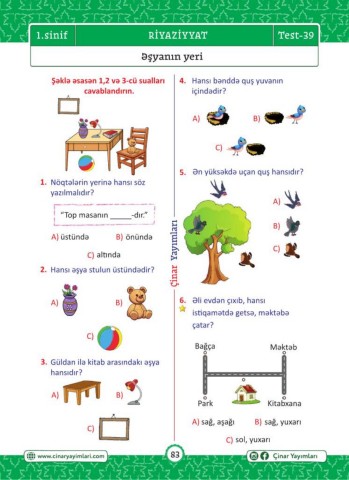 1.sinif
RİYAZİYYAT
Test-39
Əşyanın yeri
Şəklə əsasən 1,2 və 3-cü sualları
cavablandırın.
1. Nöqtələrin yerinə hansı söz
yazılmalıdır?
“Top masanın ______-dır.”
A) üstündə
B) önündə
C) altında
2. Hansı əşya stulun üstündədir?
A)
B)
C)
3. Güldan ilə kitab arasındakı əşya
hansıdır?
A)
B)
C)
Çinar Yayımları
4. Hansı bənddə quş yuvanın
içindədir?
A)
B)
C)
5. Ən yüksəkdə uçan quş hansıdır?
A)
B)
C)
6. Əli evdən çıxıb, hansı
istiqamətdə getsə, məktəbə
çatar?
Bağça
Məktəb
Park
Kitabxana
A) sağ, aşağı
B) sağ, yuxarı
C) sol, yuxarı
www.cinaryayimlari.com
83
Çinar Yayımları